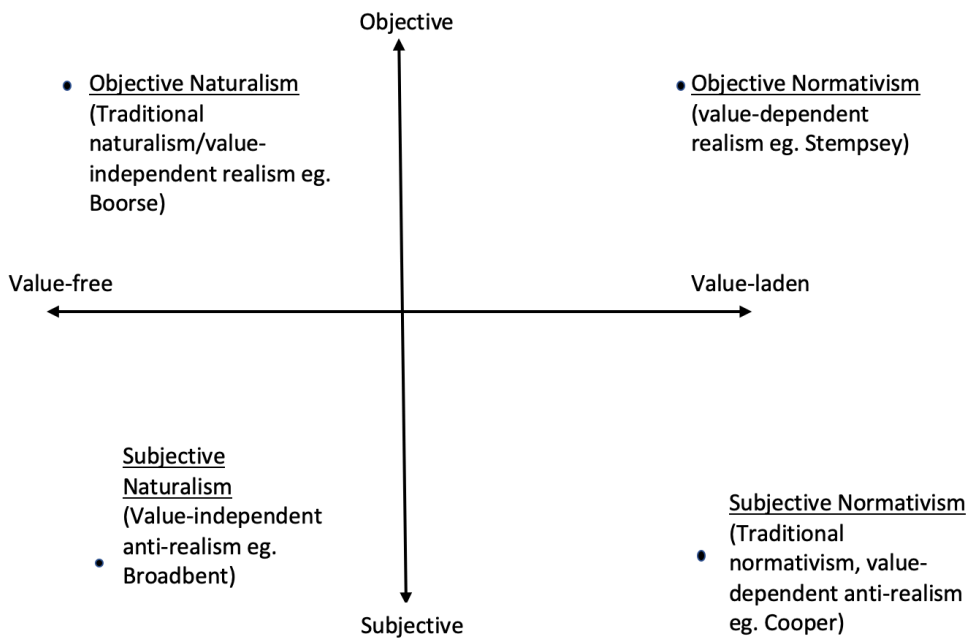 Objective
Objective Naturalism
(Traditional
naturalism/value-
independent realism eg.
Boorse)
Objective Normativism
(value-dependent
realism eg. Stempsey)
Value-free
Value-laden
Subjective
Naturalism
(Value-independent
anti-realism eg.
Broadbent)
Subjective Normativism
(Traditional
normativism, value-
dependent anti-realism
eg. Cooper)
Subjective